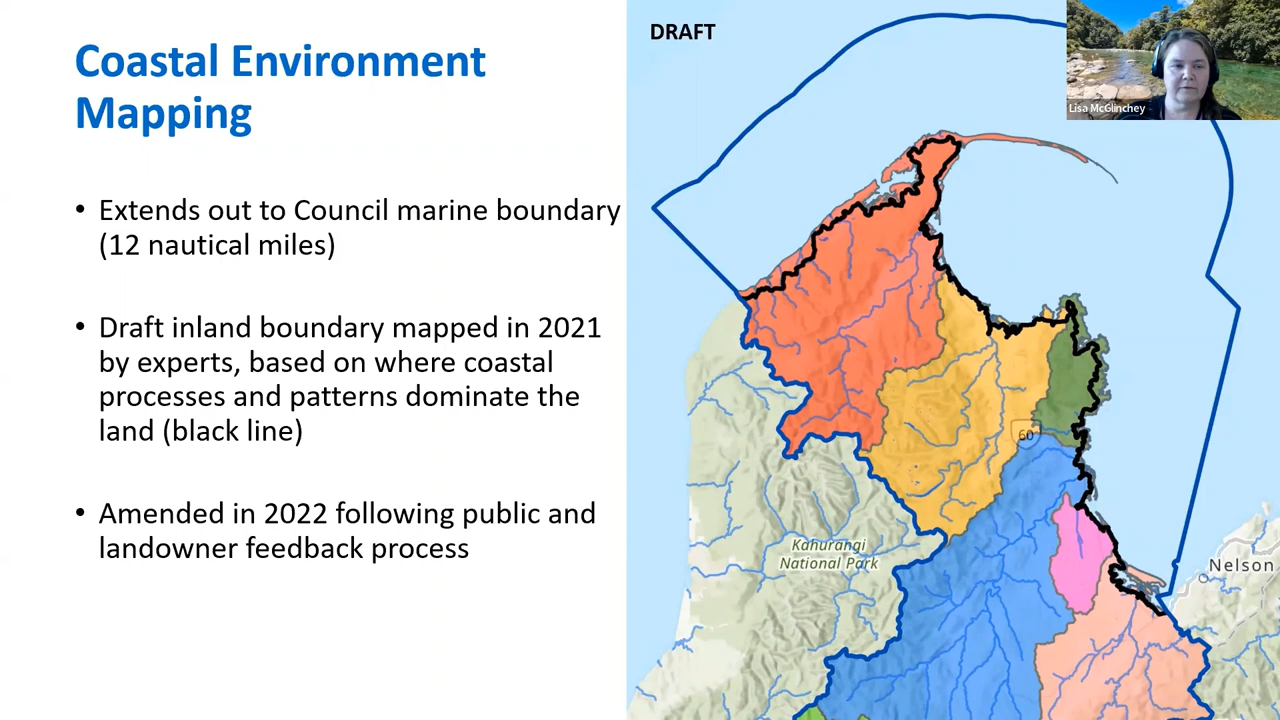 Coastal Environment
Mapping
• Extends out to Council marine boundary
(12 nautical miles)
• Draft inland boundary mapped in 2021
by experts, based on where coastal
processes and patterns dominate the
land (black line)
• Amended in 2022 following public and
landowner feedback process
DRAFT
Lisa McGlinchey
60
Kahurangi
National Park
Nelson